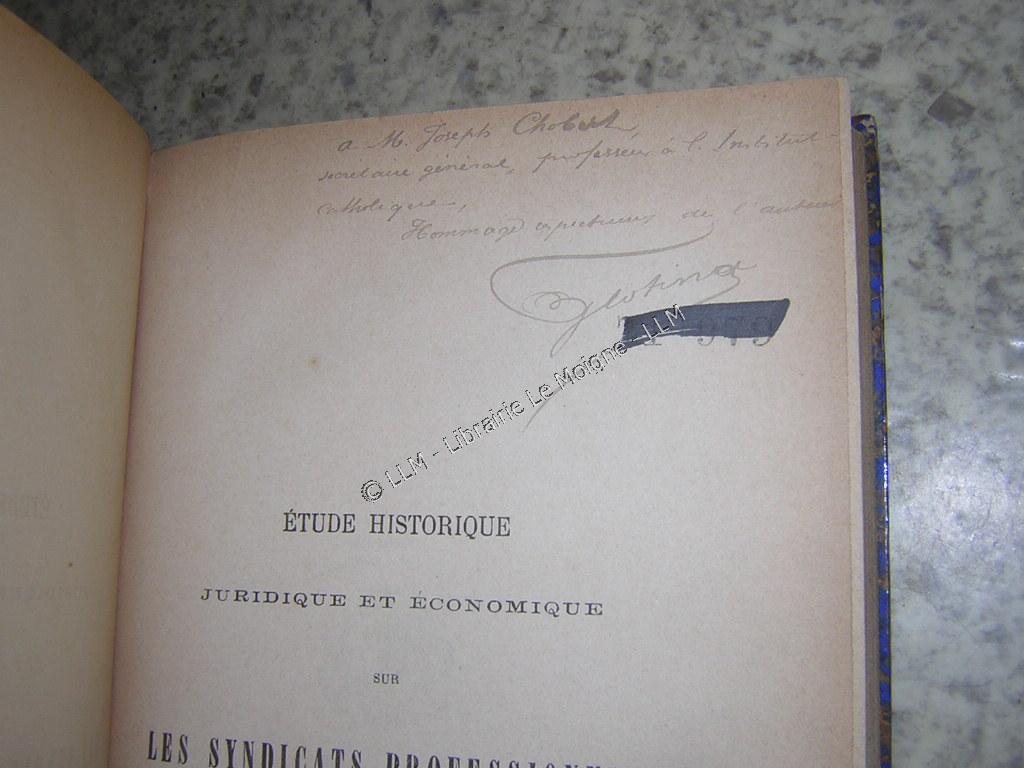 a M. Joseph Chobert,
secrétaire général, professeur à l'Institut
catholique,
Hommage respectueux de l'auteur
© LLM - Librairie Le Moigne - LLM
ÉTUDE HISTORIQUE
JURIDIQUE ET ÉCONOMIQUE
SUR
LES SYNDICATS